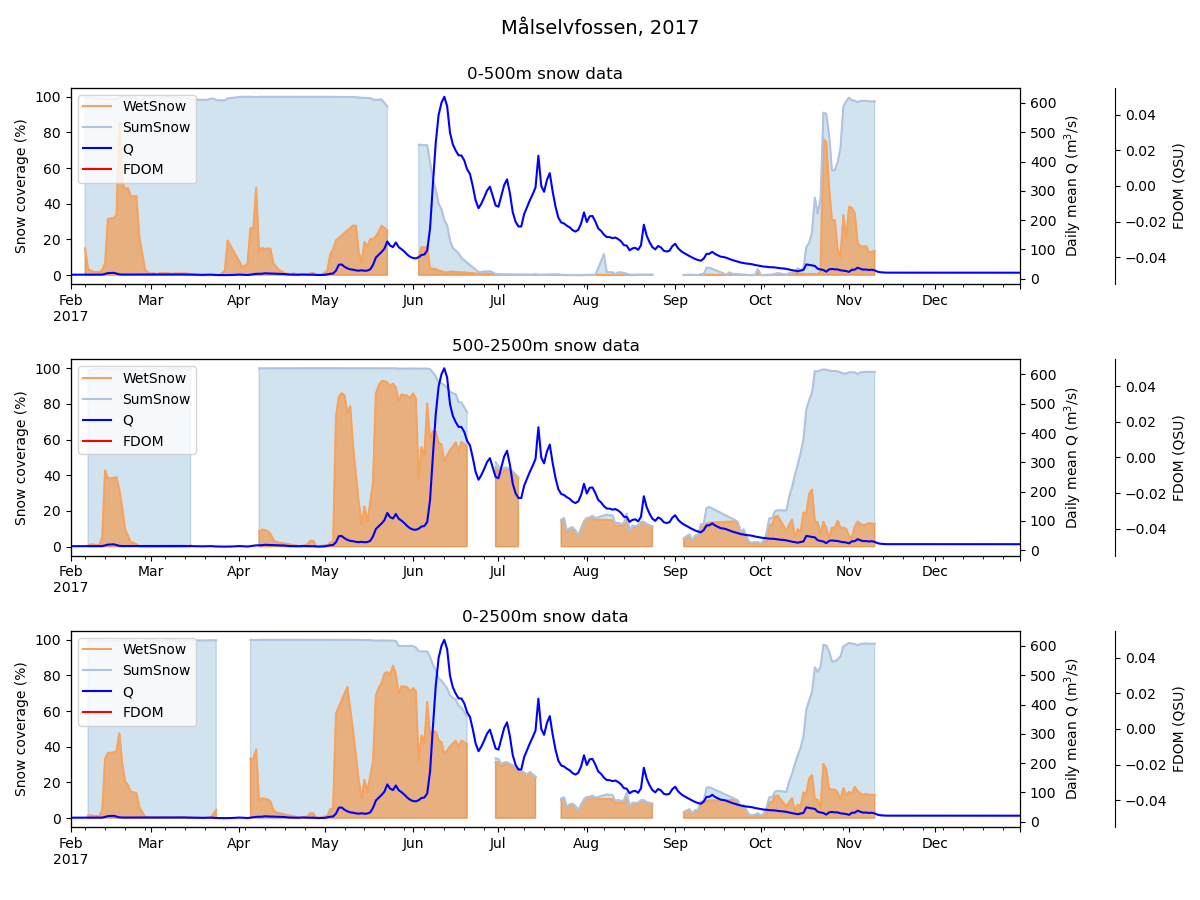 Målselvfossen, 2017
0-500m snow data
Snow coverage (%)
100
80
60
40
20
0
WetSnow
SumSnow
Q
FDOM
600
500
400
300
200
100
0
Daily mean Q (m³/s)
0.04
0.02
0.00
−0.02
−0.04
FDOM (QSU)
Feb Mar Apr May Jun Jul Aug Sep Oct Nov Dec
2017
500-2500m snow data
Snow coverage (%)
100
80
60
40
20
0
WetSnow
SumSnow
Q
FDOM
600
500
400
300
200
100
0
Daily mean Q (m³/s)
0.04
0.02
0.00
−0.02
−0.04
FDOM (QSU)
Feb Mar Apr May Jun Jul Aug Sep Oct Nov Dec
2017
0-2500m snow data
Snow coverage (%)
100
80
60
40
20
0
WetSnow
SumSnow
Q
FDOM
600
500
400
300
200
100
0
Daily mean Q (m³/s)
0.04
0.02
0.00
−0.02
−0.04
FDOM (QSU)
Feb Mar Apr May Jun Jul Aug Sep Oct Nov Dec
2017